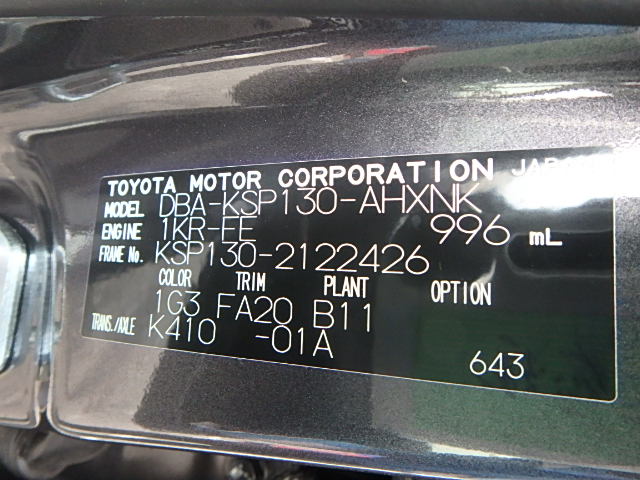 TOYOTA MOTOR CORPORATION JAPAN
MODEL DBA-KSP130-AHXNK
ENGINE 1KR-FE 996 mL
FRAME No. KSP130-2122426
COLOR TRIM PLANT OPTION
1G3 FA20 B11
TRANS./AXLE K410 -01A
643